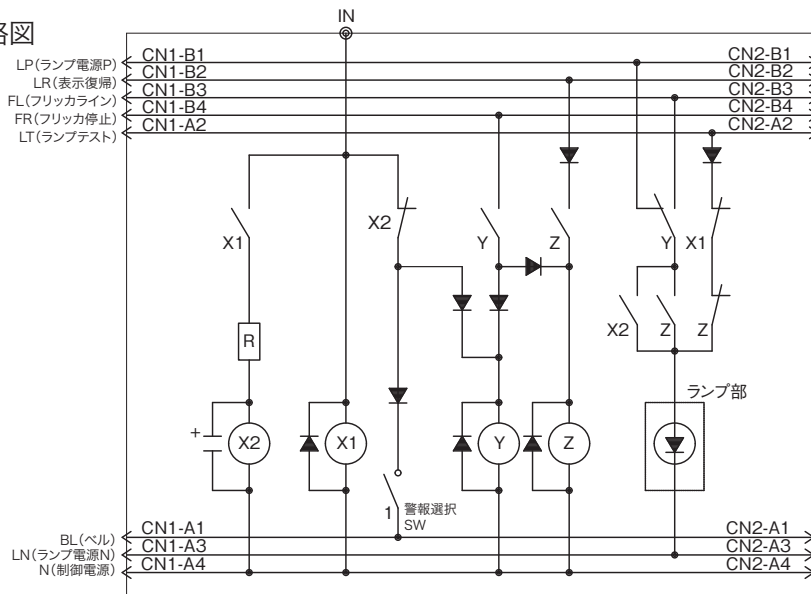 路図
IN
LP(ランプ電源P) CN1-B1 CN2-B1
LR(表示復帰) CN1-B2 CN2-B2
FL(フリッカライン) CN1-B3 CN2-B3
FR(フリッカ停止) CN1-B4 CN2-B4
LT(ランプテスト) CN1-A2 CN2-A2
X1 X2 Y Z Y X1
X2 Z Z
R
ランプ部
+ X2 X1 Y Z
1 警報選択
SW
BL(ベル) CN1-A1 CN2-A1
LN(ランプ電源N) CN1-A3 CN2-A3
N(制御電源) CN1-A4 CN2-A4